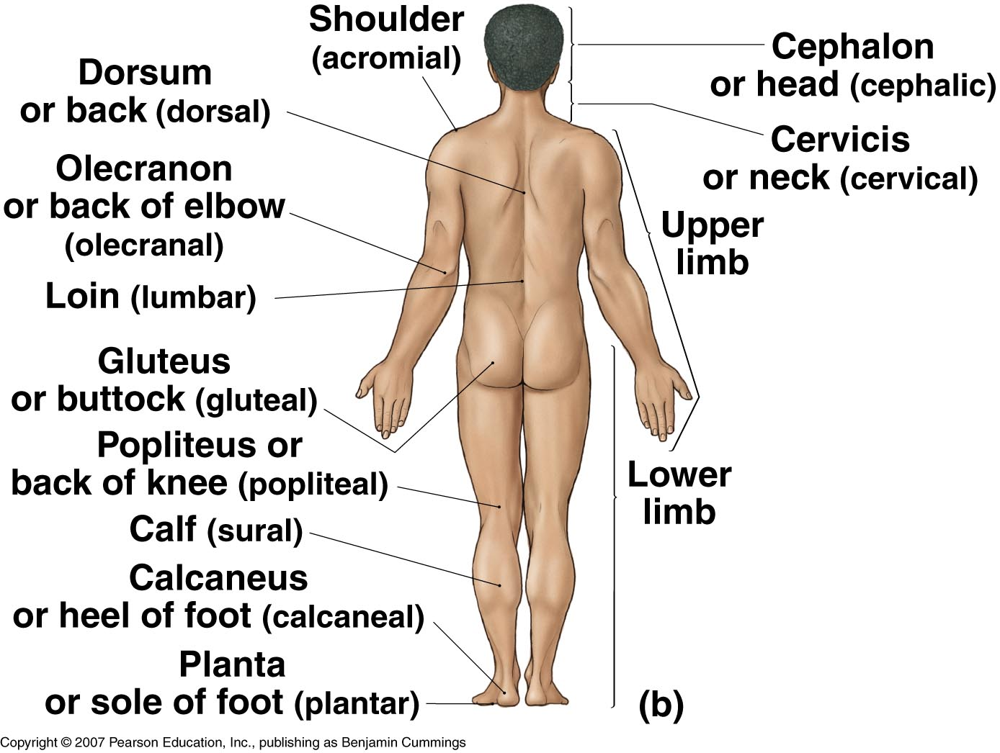 Shoulder
(acromial)
Dorsum
or back (dorsal)
Olecranon
or back of elbow
(olecranal)
Loin (lumbar)
Gluteus
or buttock (gluteal)
Popliteus or
back of knee (popliteal)
Calf (sural)
Calcaneus
or heel of foot (calcaneal)
Planta
or sole of foot (plantar)
Cephalon
or head (cephalic)
Cervicis
or neck (cervical)
Upper
limb
Lower
limb
(b)
Copyright © 2007 Pearson Education, Inc., publishing as Benjamin Cummings